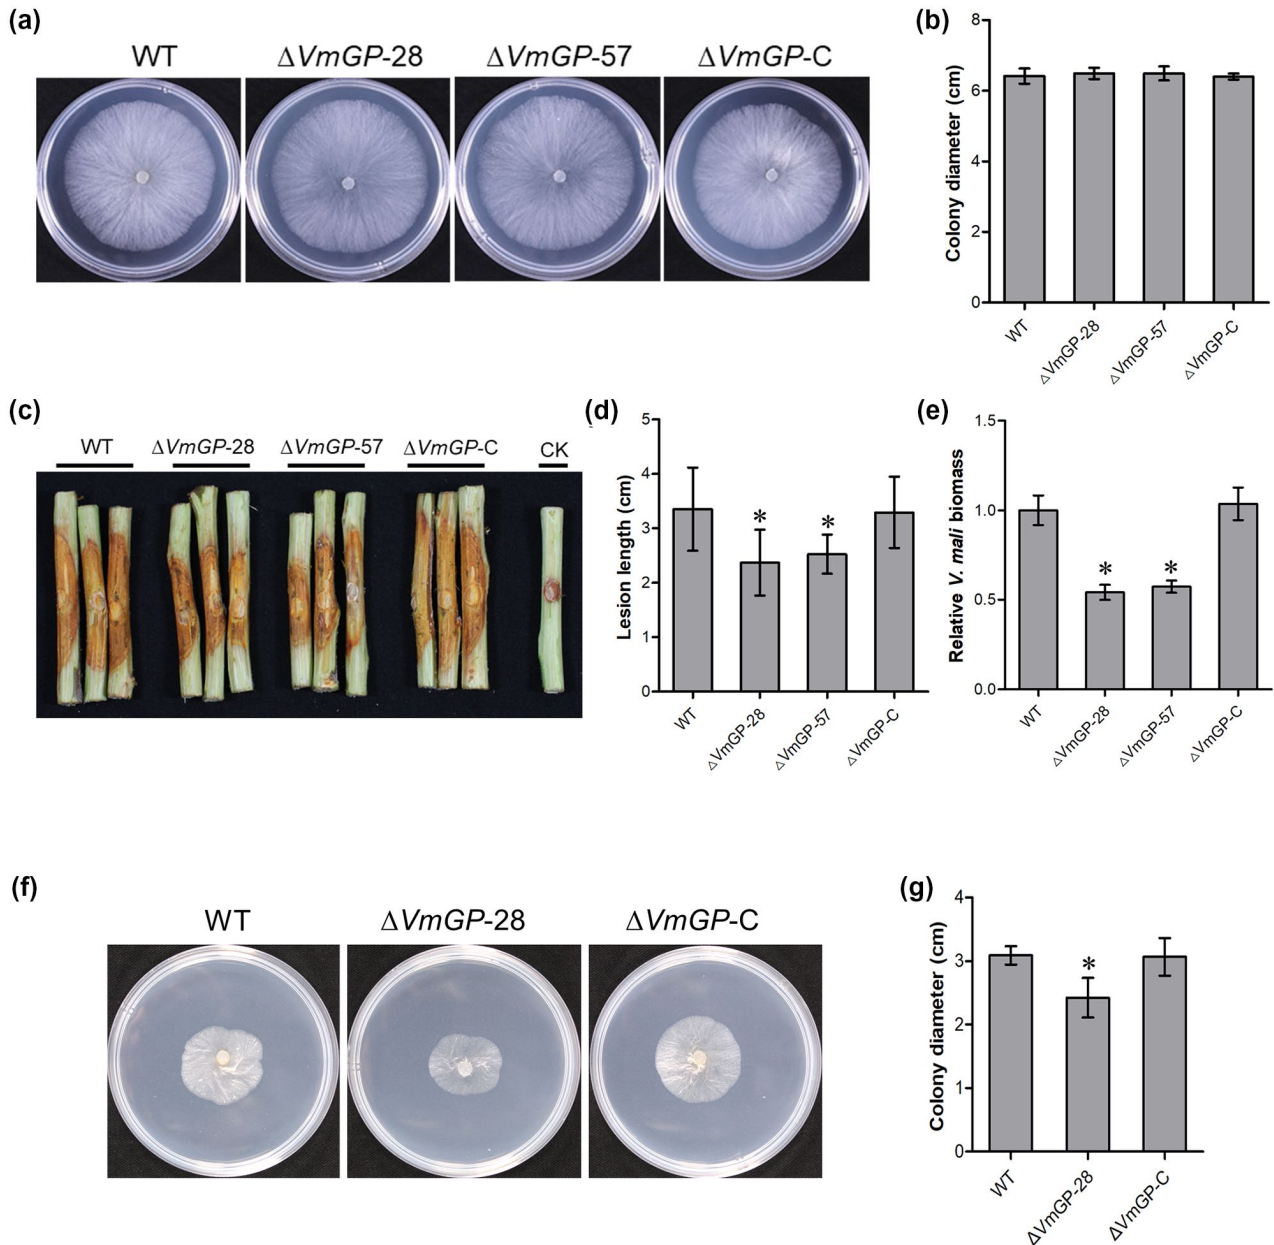 (a)
WT ΔVmGP-28 ΔVmGP-57 ΔVmGP-C
(b)
Colony diameter (cm)
8
6
4
2
0
WT ΔVmGP-28 ΔVmGP-57 ΔVmGP-C
(c)
WT ΔVmGP-28 ΔVmGP-57 ΔVmGP-C CK
(d)
Lesion length (cm)
5
4
3
2
1
0
* *
WT ΔVmGP-28 ΔVmGP-57 ΔVmGP-C
(e)
Relative V. mali biomass
1.5
1.0
0.5
0.0
* *
WT ΔVmGP-28 ΔVmGP-57 ΔVmGP-C
(f)
WT ΔVmGP-28 ΔVmGP-C
(g)
Colony diameter (cm)
4
3
2
1
0
*
WT ΔVmGP-28 ΔVmGP-C